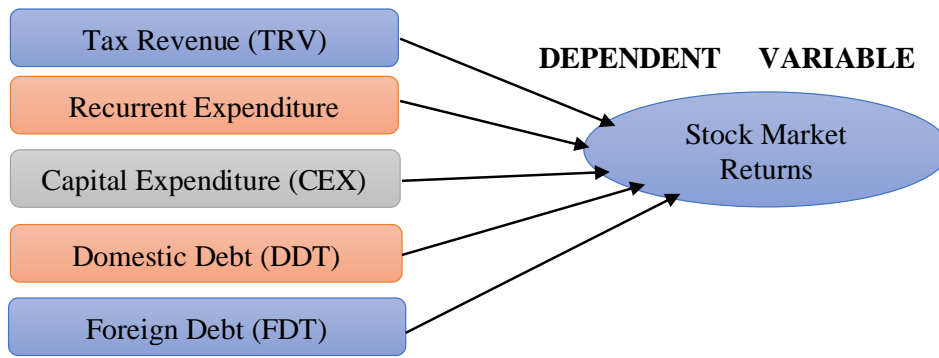 Tax Revenue (TRV)
DEPENDENT VARIABLE
Recurrent Expenditure
Stock Market
Returns
Capital Expenditure (CEX)
Domestic Debt (DDT)
Foreign Debt (FDT)